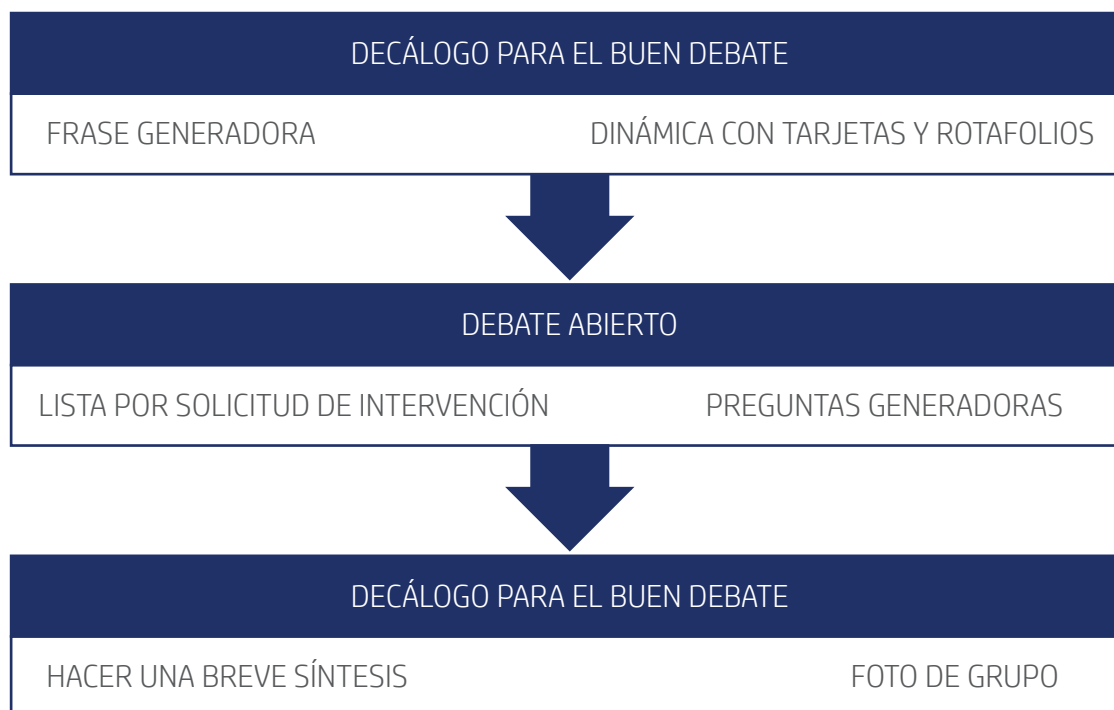 DECÁLOGO PARA EL BUEN DEBATE
FRASE GENERADORA
DINÁMICA CON TARJETAS Y ROTAFOLIOS
DEBATE ABIERTO
LISTA POR SOLICITUD DE INTERVENCIÓN
PREGUNTAS GENERADORAS
DECÁLOGO PARA EL BUEN DEBATE
HACER UNA BREVE SÍNTESIS
FOTO DE GRUPO